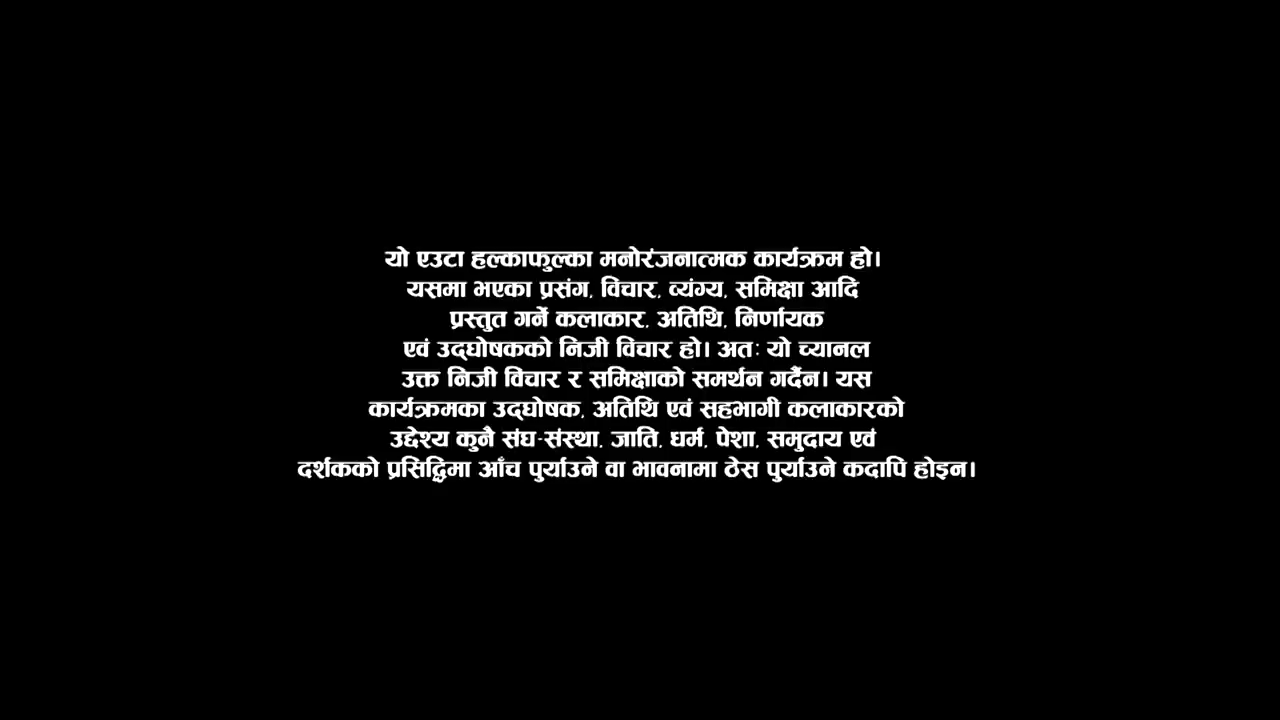 यो एउटा हल्काफुल्का मनोरंजनात्मक कार्यक्रम हो।
यसमा भएका प्रसंग, विचार, व्यंग्य, समिक्षा आदि
प्रस्तुत गर्ने कलाकार, अतिथि, निर्णायक
एवं उद्घोषकको निजी विचार हो। अतः यो च्यानल
उक्त निजी विचार र समिक्षाको समर्थन गर्दैन। यस
कार्यक्रमका उद्घोषक, अतिथि एवं सहभागी कलाकारको
उद्देश्य कुनै संघ-संस्था, जाति, धर्म, पेशा, समुदाय एवं
दर्शकको प्रसिद्धिमा आँच पुर्याउने वा भावनामा ठेस पुर्याउने कदापि होइन।